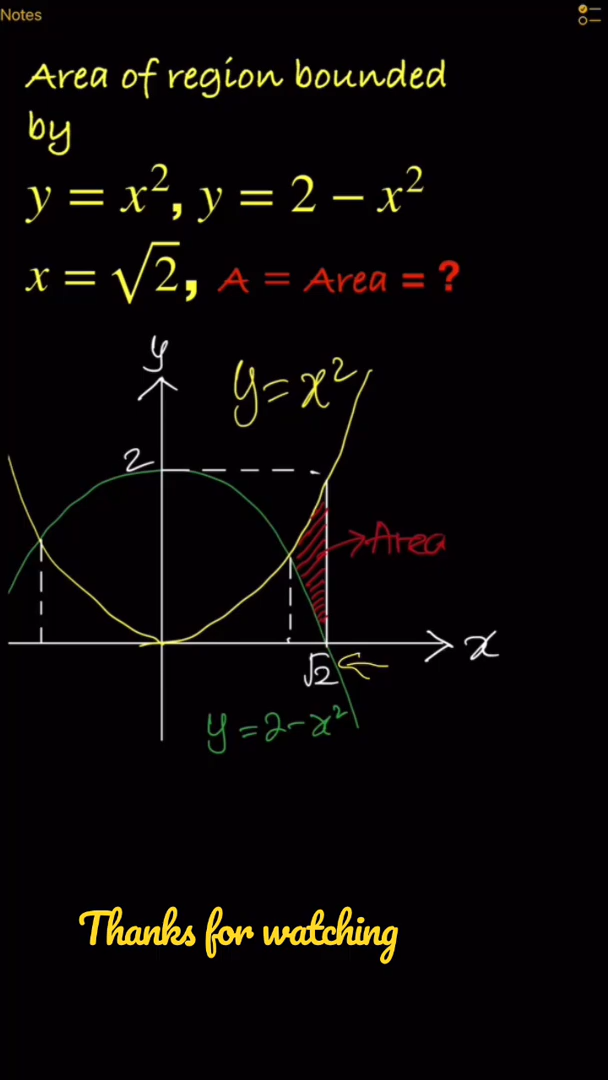 Notes
Area of region bounded
by
y = x², y = 2 − x²
x = √2, A = Area = ?
y
y = x²
2
Area
x
√2
y = 2 − x²
Thanks for watching